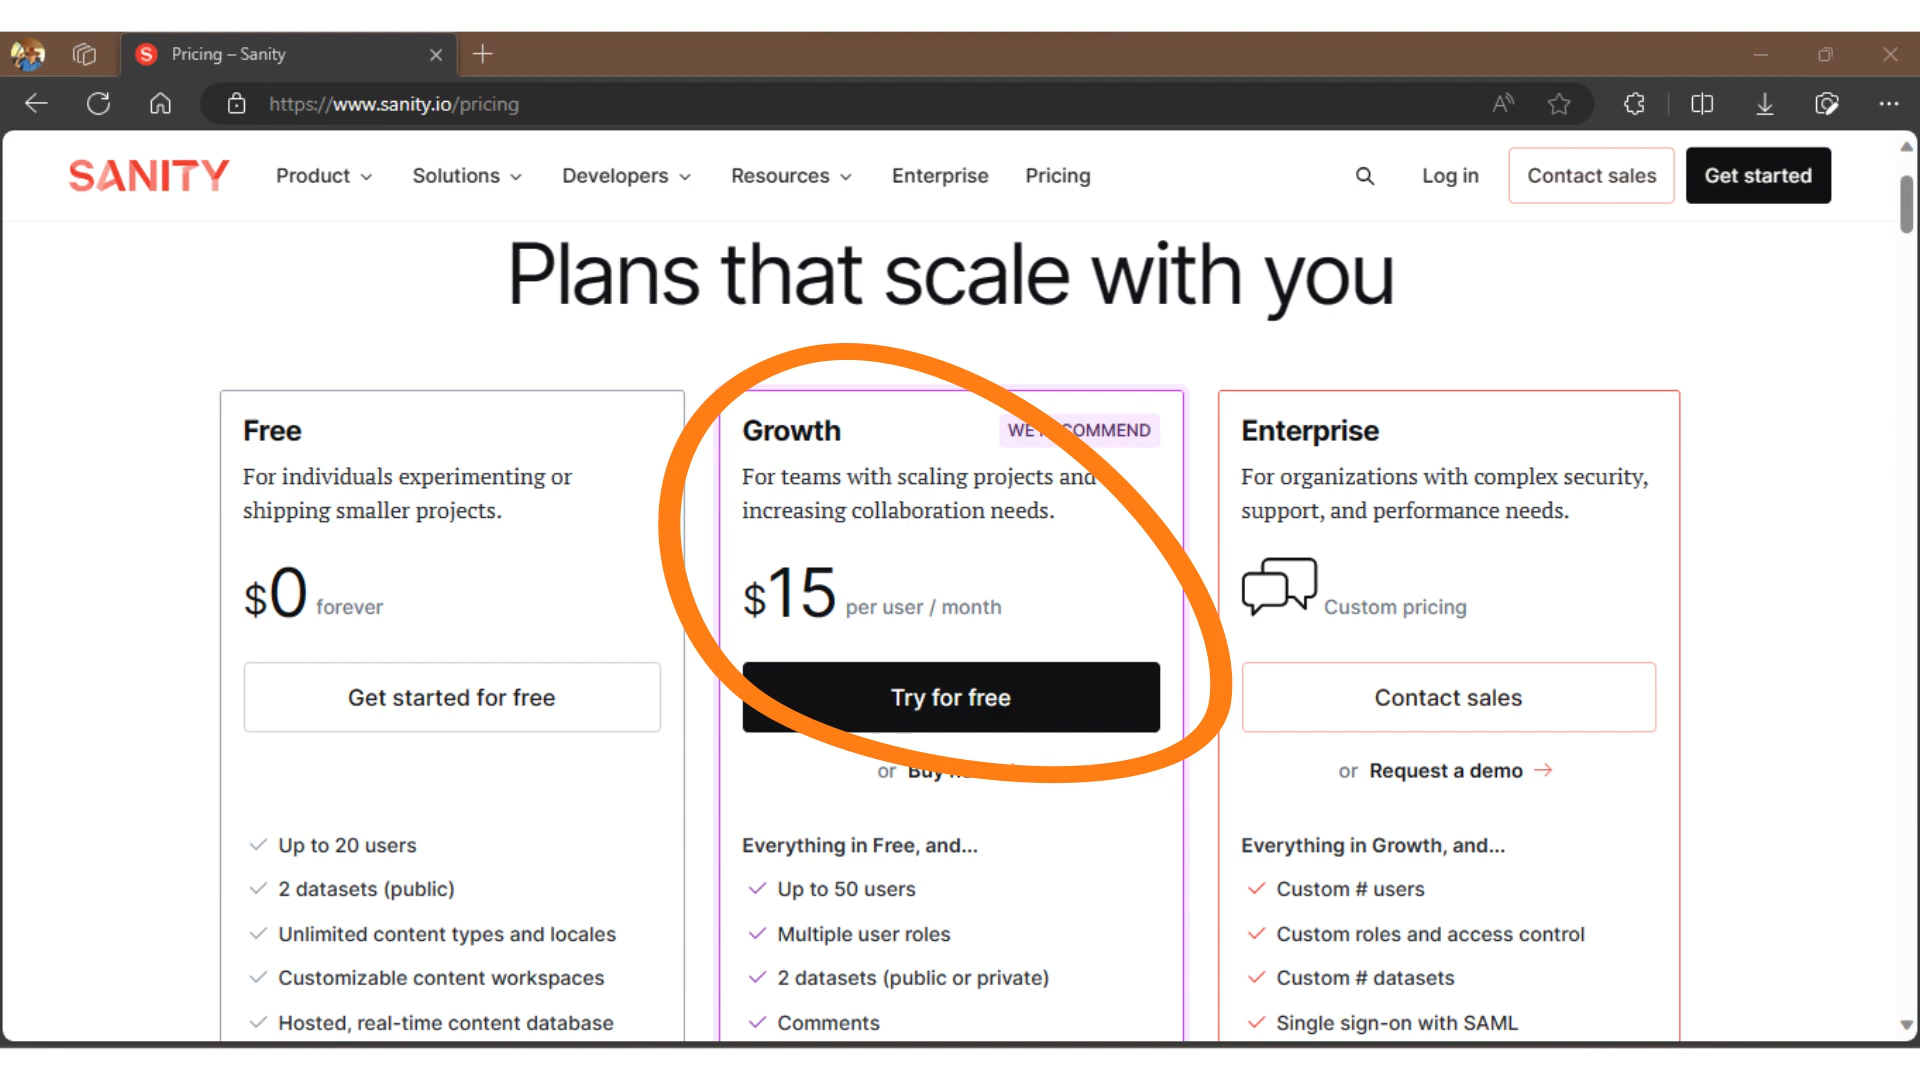 Pricing – Sanity
https://www.sanity.io/pricing
SANITY Product Solutions Developers Resources Enterprise Pricing Log in Contact sales Get started
Plans that scale with you
Free
For individuals experimenting or
shipping smaller projects.
$0 forever
Get started for free
Up to 20 users
2 datasets (public)
Unlimited content types and locales
Customizable content workspaces
Hosted, real-time content database
Growth
WE
For teams with scaling projects and
increasing collaboration needs.
$15 per user / month
Try for free
or Buy
Everything in Free, and...
Up to 50 users
Multiple user roles
2 datasets (public or private)
Comments
Enterprise
For organizations with complex security,
support, and performance needs.
Custom pricing
Contact sales
or Request a demo
Everything in Growth, and...
Custom # users
Custom roles and access control
Custom # datasets
Single sign-on with SAML